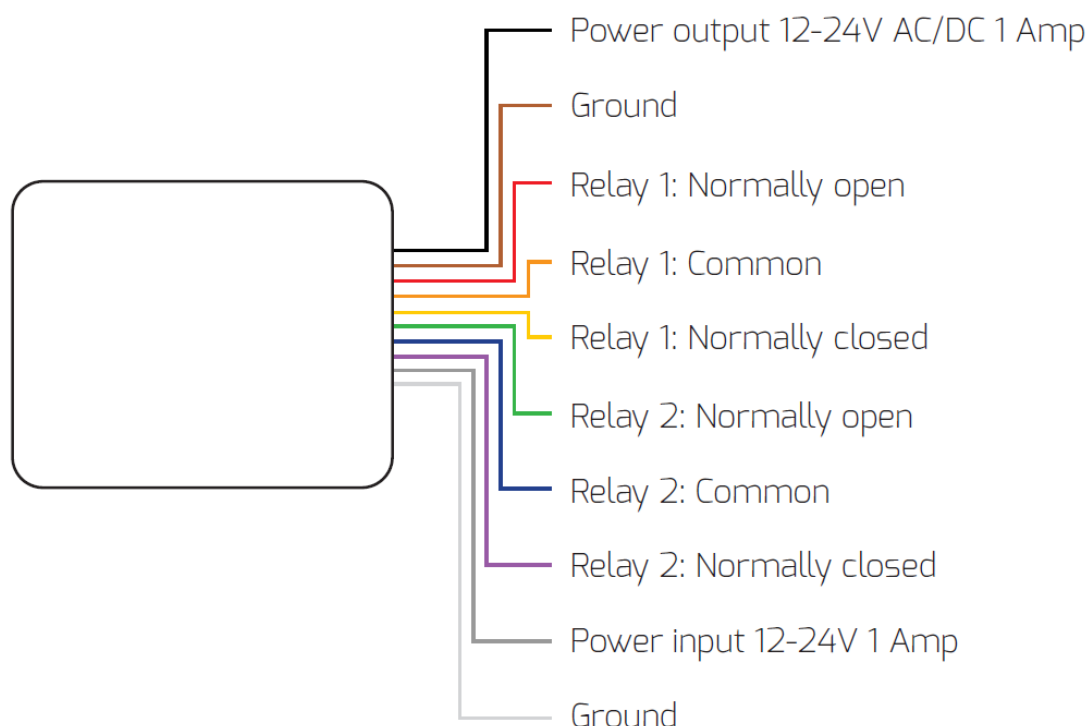 Power output 12-24V AC/DC 1 Amp
Ground
Relay 1: Normally open
Relay 1: Common
Relay 1: Normally closed
Relay 2: Normally open
Relay 2: Common
Relay 2: Normally closed
Power input 12-24V 1 Amp
Ground